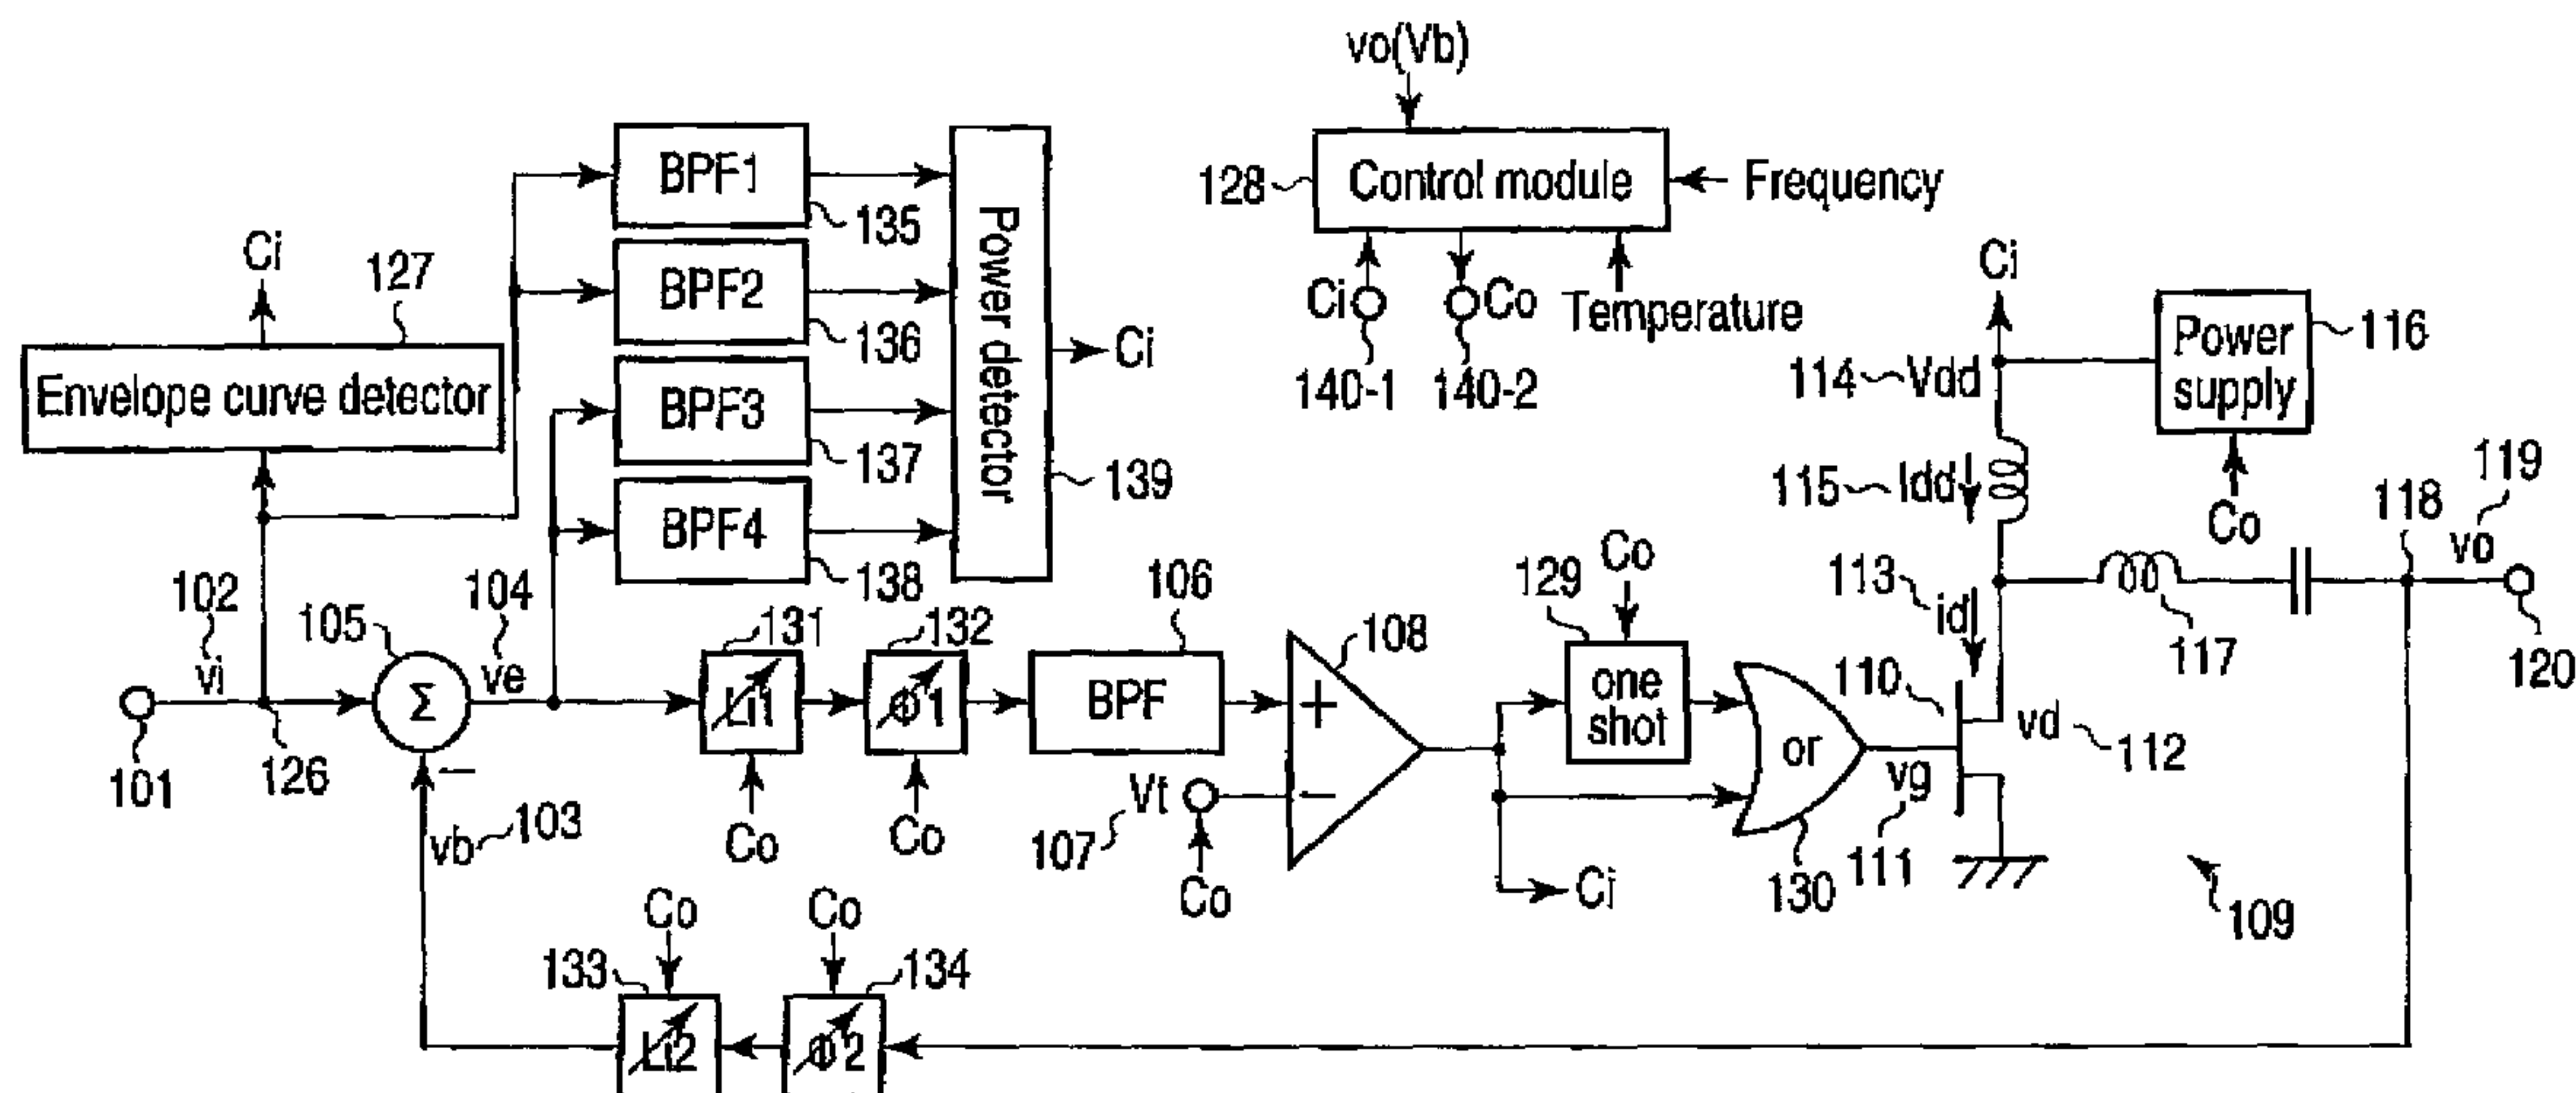 vo(Vb)
BPF1
135
Control module
128
Frequency
Ci
127
BPF2
136
Power detector
139
Ci
Ci
140-1
Co
140-2
Temperature
Ci
114
Vdd
Power
supply
116
Co
Envelope curve detector
BPF3
137
BPF4
138
115
Idd
118
119
vo
120
102
vi
101
126
105
Σ
104
ve
131
Li1
Co
132
Φ1
Co
106
BPF
108
+
−
Vt
107
Co
129
Co
one
shot
or
130
Ci
113
id
110
vg
111
vd
112
117
109
−
vb
103
Co
133
Li2
Co
134
Φ2